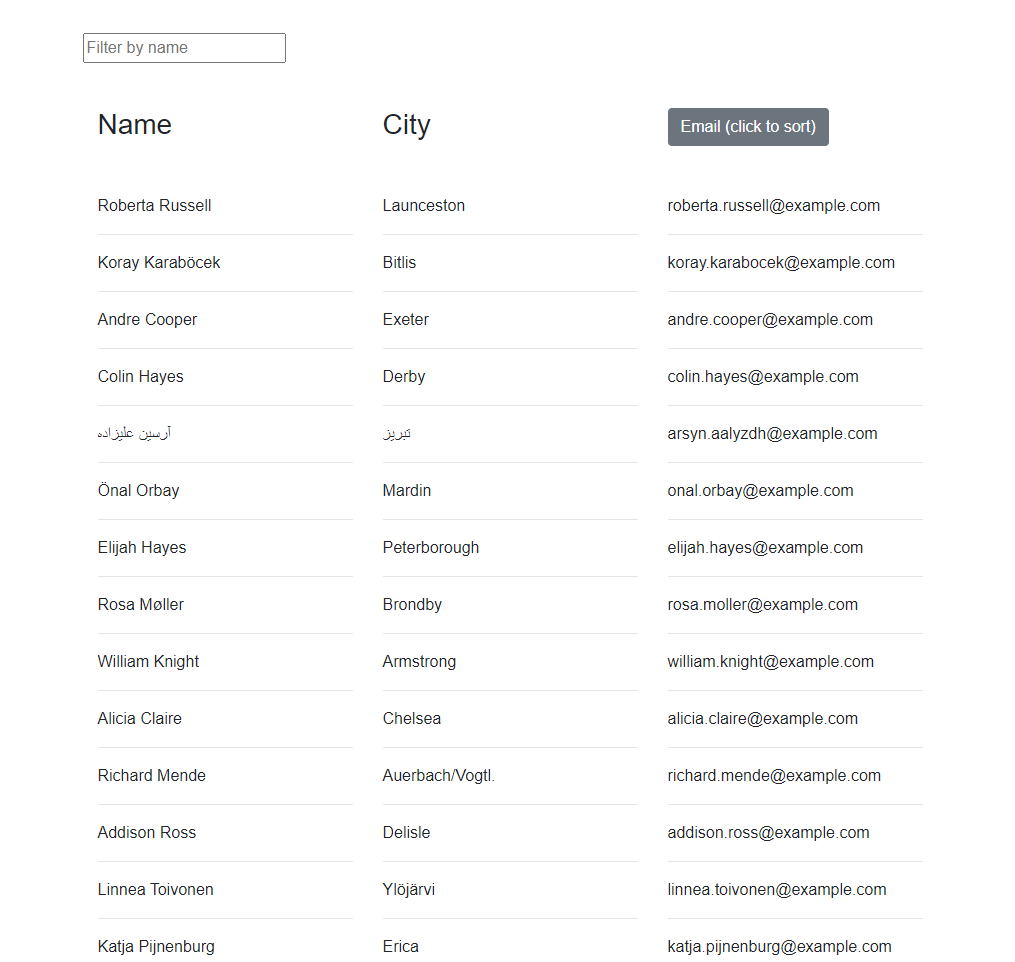 Filter by name
Name City Email (click to sort)
Roberta Russell Launceston roberta.russell@example.com
Koray Karaböcek Bitlis koray.karabocek@example.com
Andre Cooper Exeter andre.cooper@example.com
Colin Hayes Derby colin.hayes@example.com
آرسین علیزاده تبریز arsyn.aalyzdh@example.com
Önal Orbay Mardin onal.orbay@example.com
Elijah Hayes Peterborough elijah.hayes@example.com
Rosa Møller Brondby rosa.moller@example.com
William Knight Armstrong william.knight@example.com
Alicia Claire Chelsea alicia.claire@example.com
Richard Mende Auerbach/Vogtl. richard.mende@example.com
Addison Ross Delisle addison.ross@example.com
Linnea Toivonen Ylöjärvi linnea.toivonen@example.com
Katja Pijnenburg Erica katja.pijnenburg@example.com